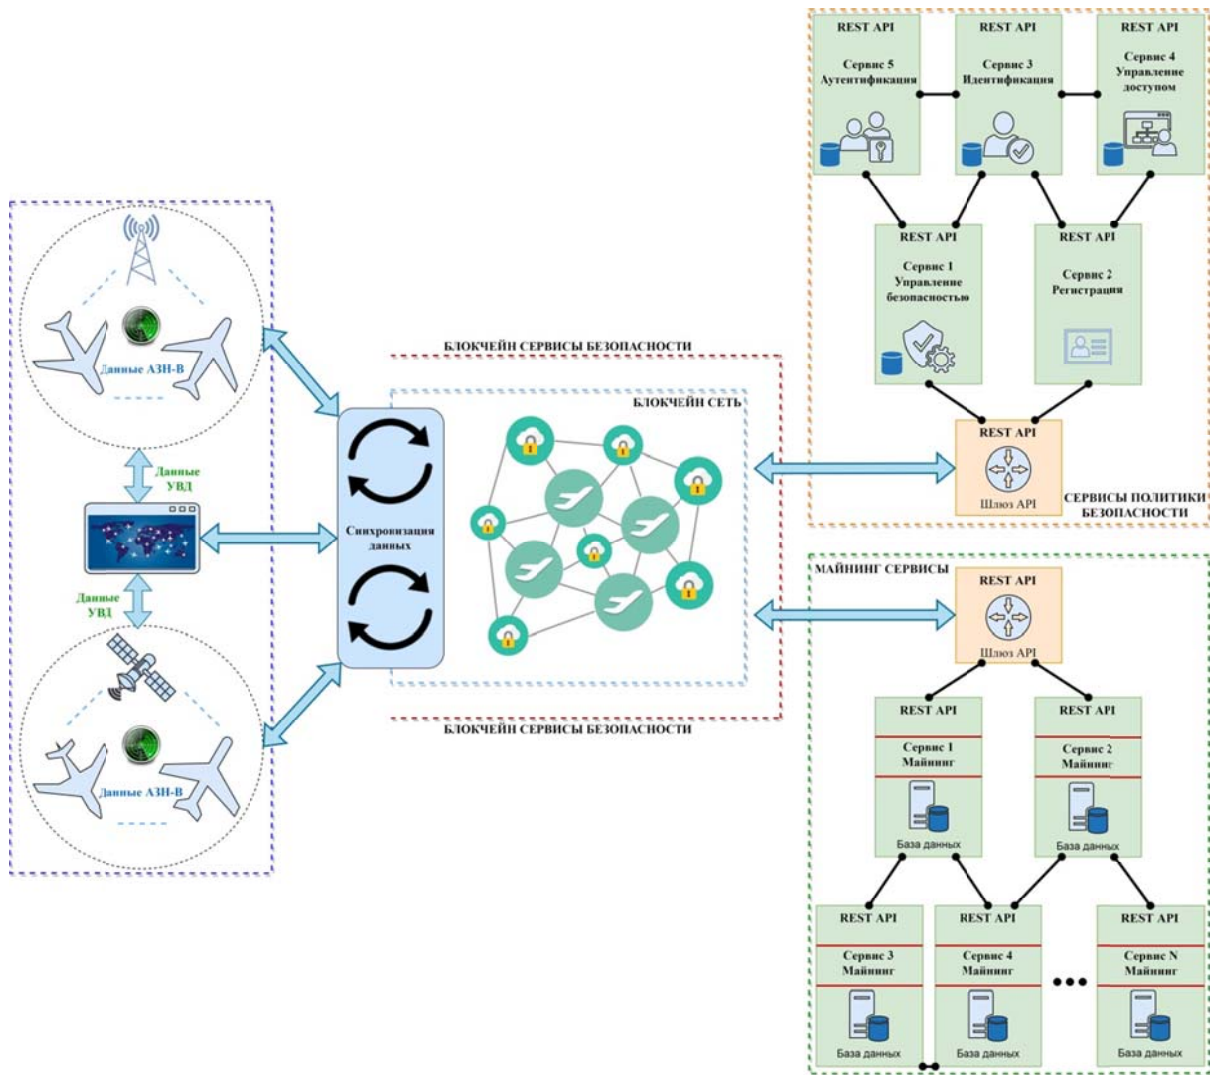 REST API
Сервис 5
Аутентификация
REST API
Сервис 3
Идентификация
REST API
Сервис 4
Управление
доступом
REST API
Сервис 1
Управление
безопасностью
REST API
Сервис 2
Регистрация
REST API
Шлюз API
СЕРВИСЫ ПОЛИТИКИ
БЕЗОПАСНОСТИ
Данные АЗН-В
Данные
УВД
Данные
УВД
Данные АЗН-В
Синхровизация
данных
БЛОКЧЕЙН СЕРВИСЫ БЕЗОПАСНОСТИ
БЛОКЧЕЙН СЕТЬ
БЛОКЧЕЙН СЕРВИСЫ БЕЗОПАСНОСТИ
МАЙНИНГ СЕРВИСЫ
REST API
Шлюз API
REST API
Сервис 1
Майнинг
База данных
REST API
Сервис 2
Майнинг
База данных
REST API
Сервис 3
Майнинг
База данных
REST API
Сервис 4
Майнинг
База данных
REST API
Сервис N
Майнинг
База данных